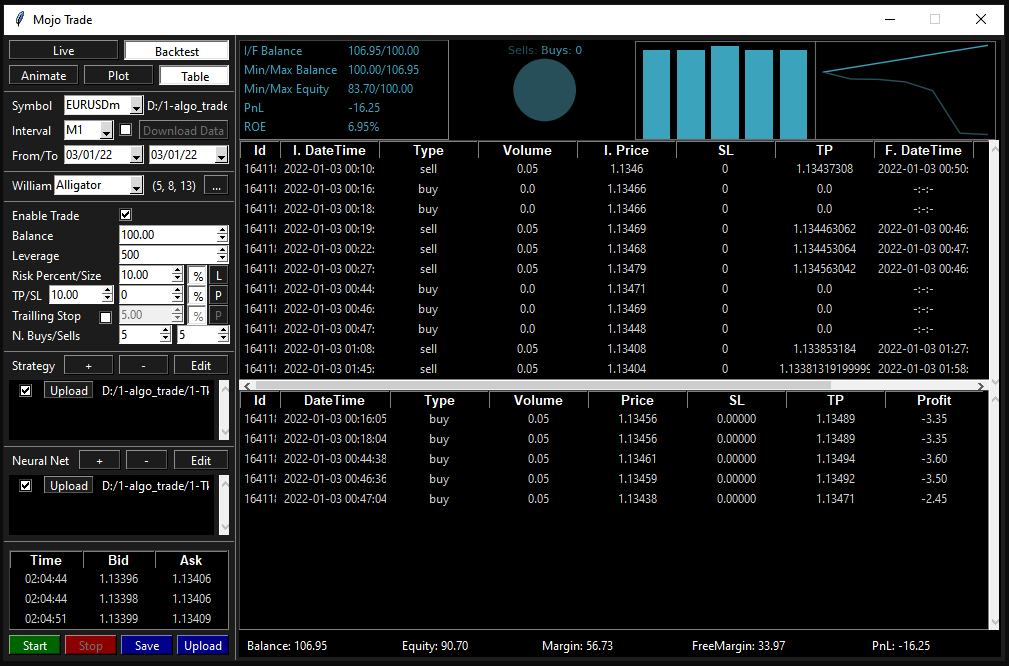 Mojo Trade
Live Backtest
Animate Plot Table
Symbol EURUSDm D:/1-algo_trade
Interval M1 Download Data
From/To 03/01/22 03/01/22
William Alligator (5, 8, 13) ...
Enable Trade
Balance 100.00
Leverage 500
Risk Percent/Size 10.00 % L
TP/SL 10.00 0 % P
Trailling Stop 5.00 % P
N. Buys/Sells 5 5
Strategy + - Edit
Upload D:/1-algo_trade/1-Tk
Neural Net + - Edit
Upload D:/1-algo_trade/1-Tk
Time Bid Ask
02:04:44 1.13396 1.13406
02:04:44 1.13398 1.13406
02:04:51 1.13399 1.13409
Start Stop Save Upload
I/F Balance 106.95/100.00
Min/Max Balance 100.00/106.95
Min/Max Equity 83.70/100.00
PnL -16.25
ROE 6.95%
Sells: Buys: 0
Id I. DateTime Type Volume I. Price SL TP F. DateTime
164118 2022-01-03 00:10: sell 0.05 1.1346 0 1.13437308 2022-01-03 00:50:
164118 2022-01-03 00:16: buy 0.0 1.13466 0 0.0 -:-:-
164118 2022-01-03 00:18: buy 0.0 1.13466 0 0.0 -:-:-
164118 2022-01-03 00:19: sell 0.05 1.13469 0 1.134463062 2022-01-03 00:46:
164118 2022-01-03 00:22: sell 0.05 1.13468 0 1.134453064 2022-01-03 00:47:
164118 2022-01-03 00:27: sell 0.05 1.13479 0 1.134563042 2022-01-03 00:46:
164118 2022-01-03 00:44: buy 0.0 1.13471 0 0.0 -:-:-
164118 2022-01-03 00:46: buy 0.0 1.13469 0 0.0 -:-:-
164118 2022-01-03 00:47: buy 0.0 1.13448 0 0.0 -:-:-
164118 2022-01-03 01:08: sell 0.05 1.13408 0 1.133853184 2022-01-03 01:27:
164118 2022-01-03 01:45: sell 0.05 1.13404 0 1.13381319199999 2022-01-03 01:58:
Id DateTime Type Volume Price SL TP Profit
164118 2022-01-03 00:16:05 buy 0.05 1.13456 0.00000 1.13489 -3.35
164118 2022-01-03 00:18:04 buy 0.05 1.13456 0.00000 1.13489 -3.35
164118 2022-01-03 00:44:38 buy 0.05 1.13461 0.00000 1.13494 -3.60
164118 2022-01-03 00:46:36 buy 0.05 1.13459 0.00000 1.13492 -3.50
164118 2022-01-03 00:47:04 buy 0.05 1.13438 0.00000 1.13471 -2.45
Balance: 106.95 Equity: 90.70 Margin: 56.73 FreeMargin: 33.97 PnL: -16.25